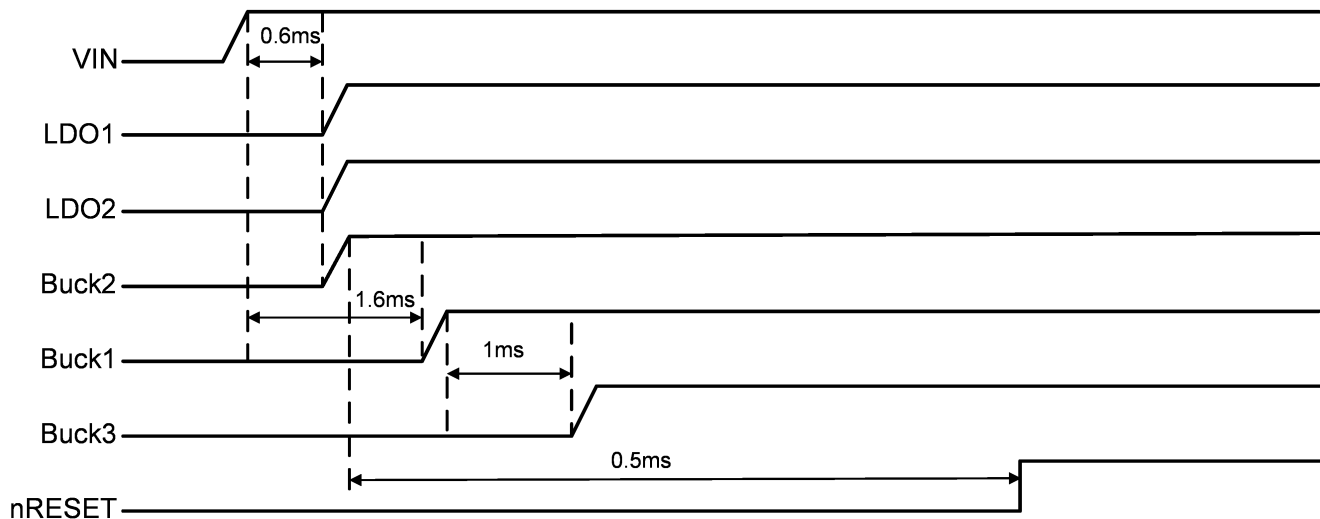 0.6ms
VIN
LDO1
LDO2
Buck2
1.6ms
Buck1
1ms
Buck3
0.5ms
nRESET